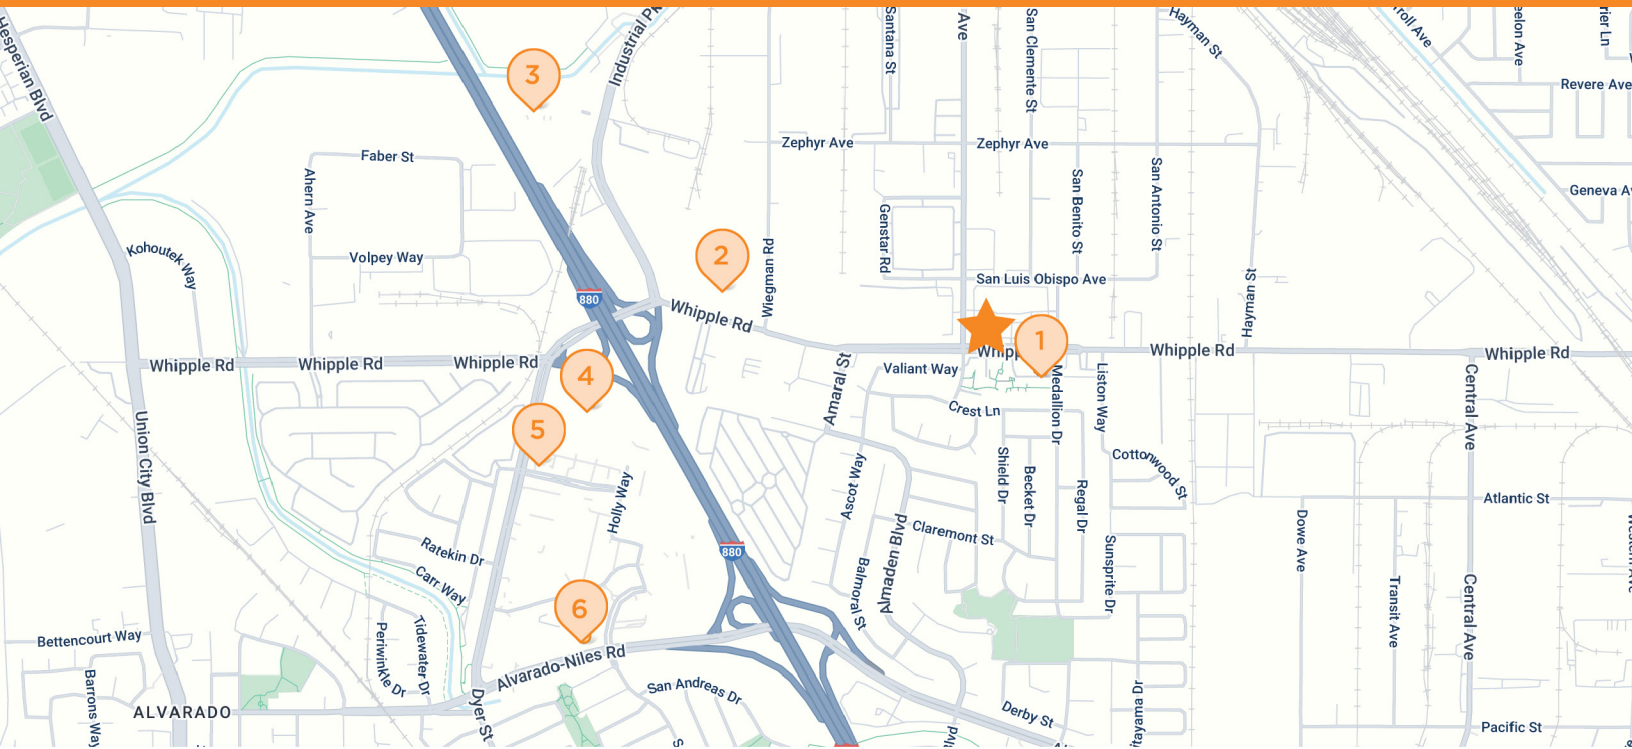 Hesperian Blvd
Industrial
Santana St
Ave
San Clemente St
Hayman St
Revere Ave
3
Faber St
Ahern Ave
Volpey Way
Kohoutek Way
Zephyr Ave
Zephyr Ave
San Benito St
San Antonio St
Genstar Rd
Wiegman Rd
San Luis Obispo Ave
Hayman St
Geneva
2
880
Whipple Rd
1
Whipple Rd
Whipple Rd
Whipple Rd
Whipple Rd
Whipple Rd
Whipple Rd
4
5
Amaral St
Valiant Way
Crest Ln
Medallion Dr
Liston Way
Central Ave
Union City Blvd
Holly Way
Ascot Way
Shield Dr
Becket Dr
Regal Dr
Cottonwood St
Atlantic St
Dowe Ave
Ratekin Dr
Carr Way
880
Claremont St
Almaden Blvd
Balmoral St
Sunsprite Dr
Transit Ave
Central Ave
6
Bettencourt Way
Periwinkle Dr
Tidewater Dr
Barrons Way
ALVARADO
Alvarado-Niles Rd
Dyer St
San Andreas Dr
Derby St
Pacific St